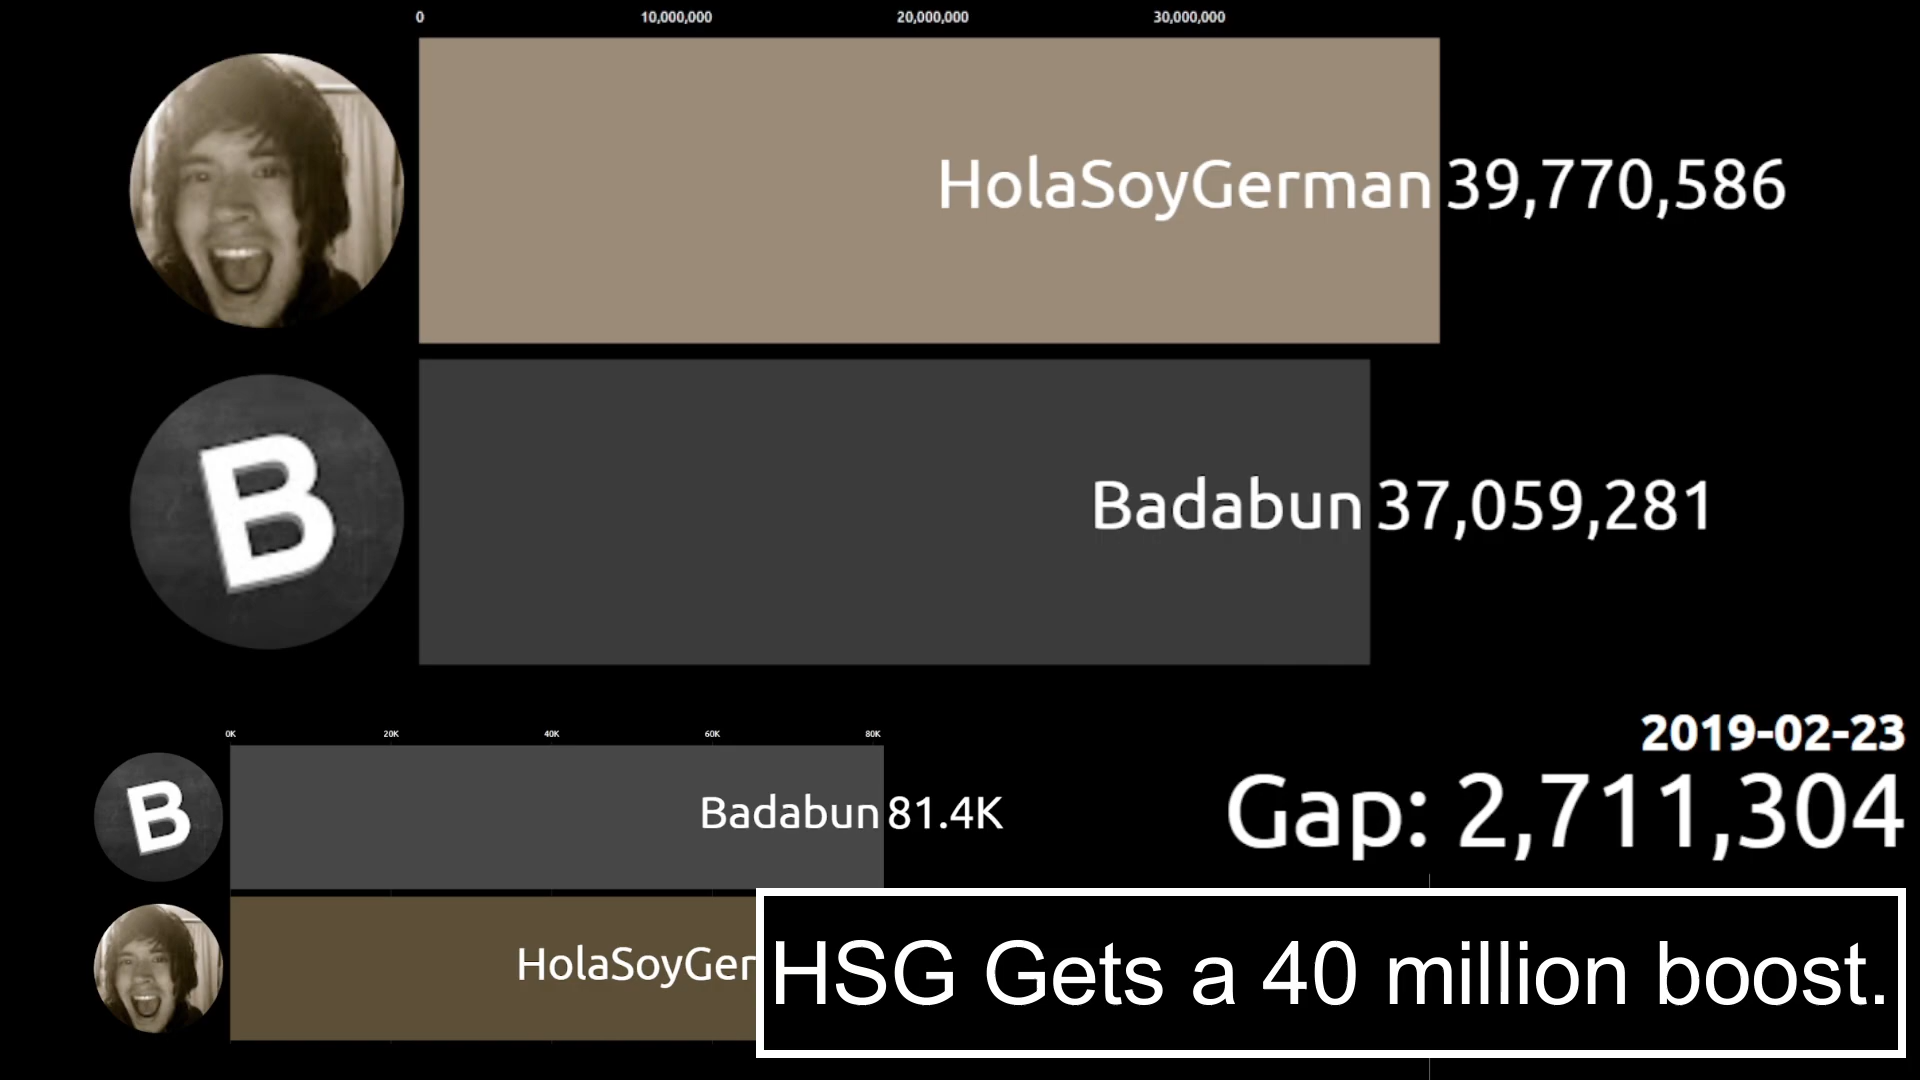 0 10,000,000 20,000,000 30,000,000
HolaSoyGerman 39,770,586
B
Badabun 37,059,281
2019-02-23
Gap: 2,711,304
0K 20K 40K 60K 80K
B
Badabun 81.4K
HolaSoyGer
HSG Gets a 40 million boost.